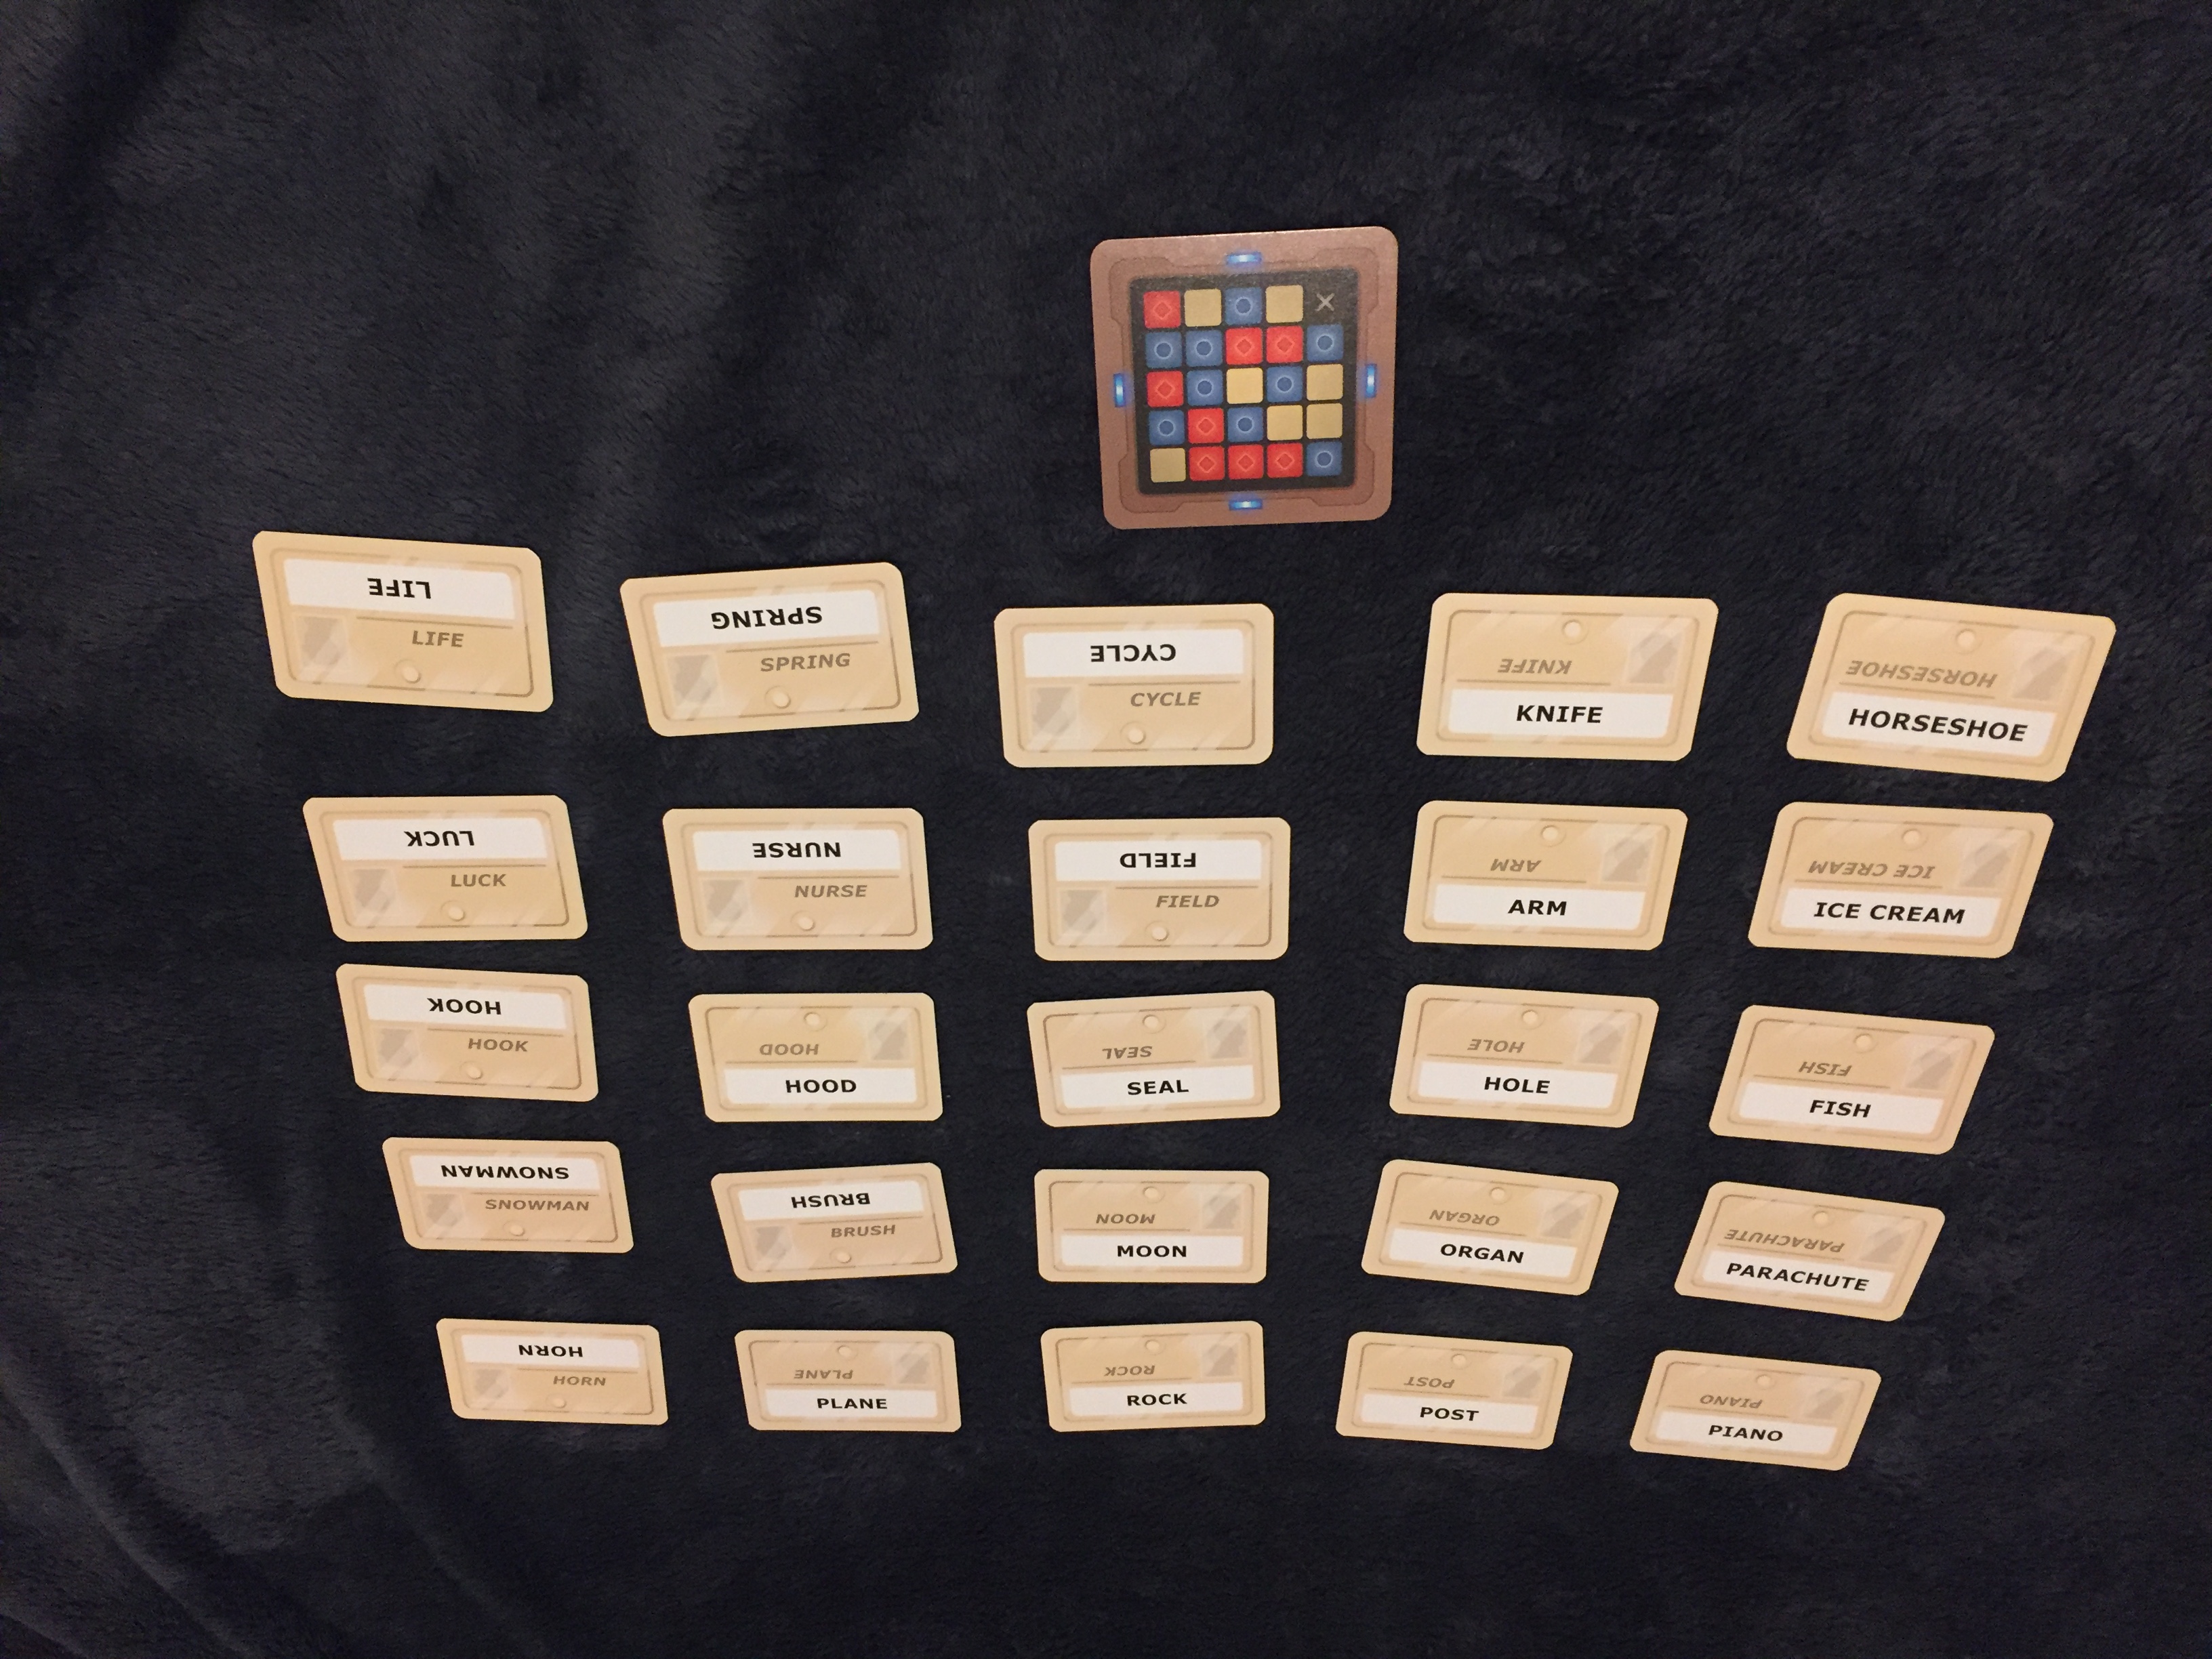 PIANO
PIANO
POST
POST
ROCK
ROCK
PLANE
PLANE
HORN
HORN
PARACHUTE
PARACHUTE
ORGAN
ORGAN
MOON
MOON
BRUSH
BRUSH
SNOWMAN
SNOWMAN
FISH
FISH
HOLE
HOLE
SEAL
SEAL
HOOD
HOOD
HOOK
HOOK
ICE CREAM
ICE CREAM
ARM
ARM
FIELD
FIELD
NURSE
NURSE
LUCK
LUCK
HORSESHOE
HORSESHOE
KNIFE
KNIFE
CYCLE
CYCLE
SPRING
SPRING
LIFE
LIFE